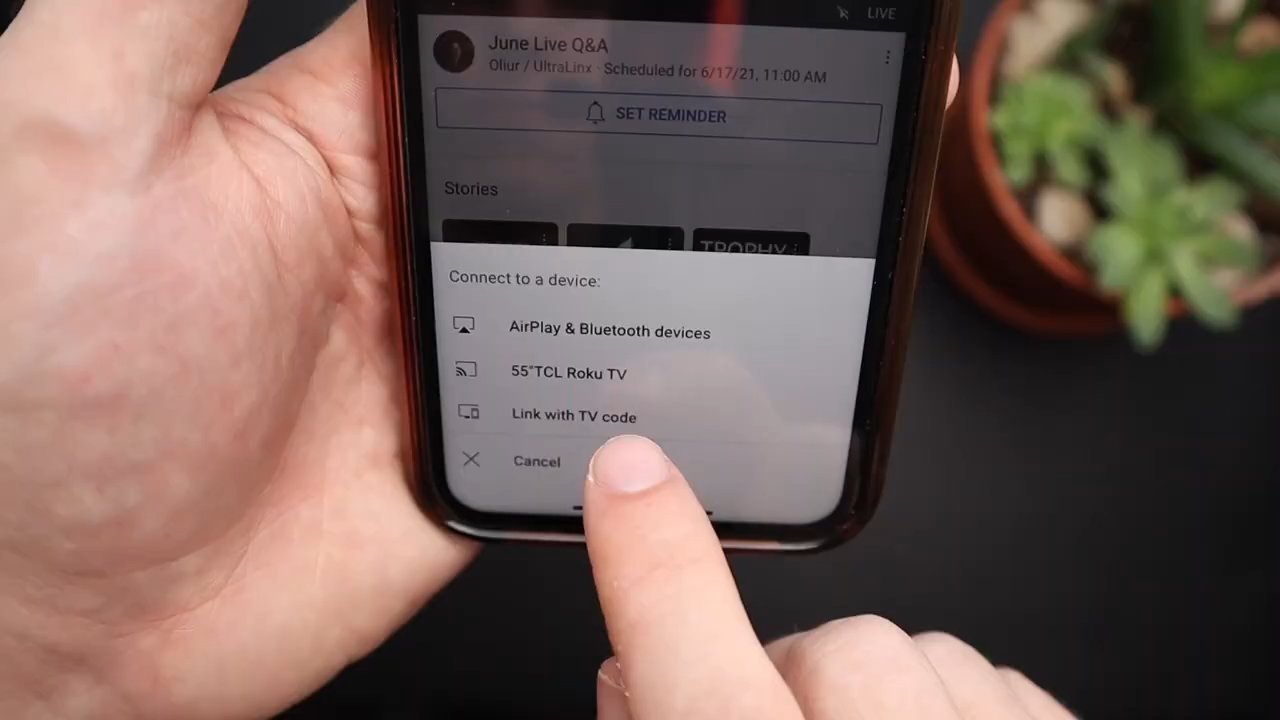 LIVE
June Live Q&A
Oliur / UltraLinx · Scheduled for 6/17/21, 11:00 AM
SET REMINDER
Stories
TROPHY
Connect to a device:
AirPlay & Bluetooth devices
55"TCL Roku TV
Link with TV code
Cancel